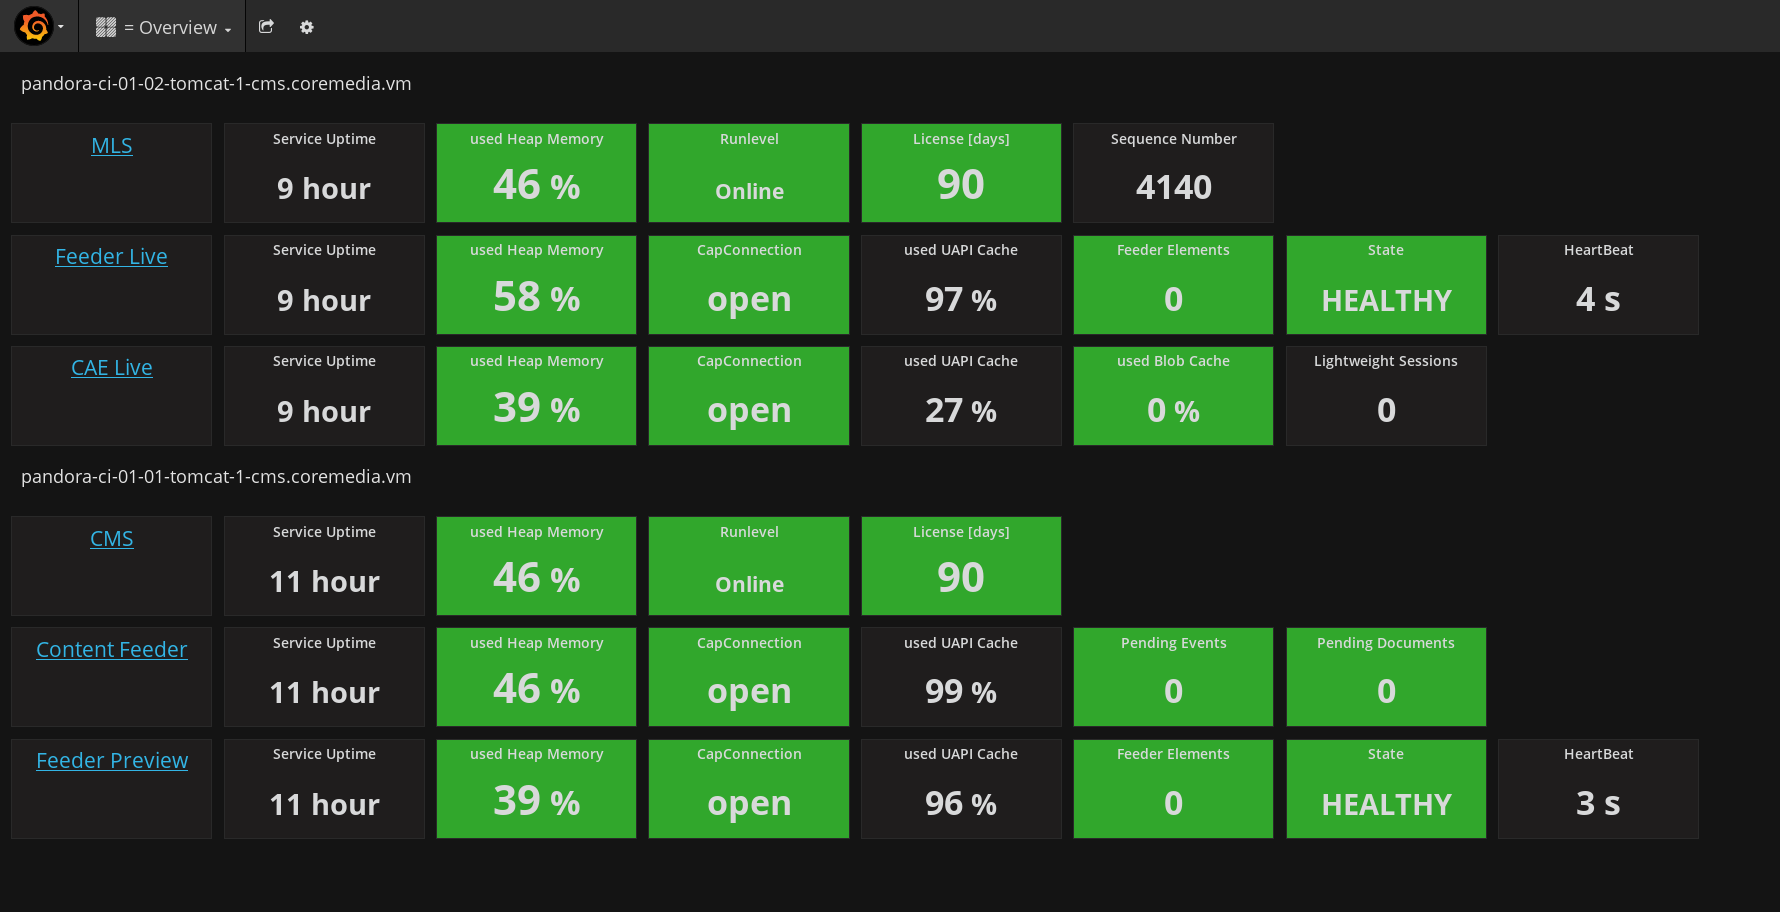 = Overview
pandora-ci-01-02-tomcat-1-cms.coremedia.vm
MLS
Service Uptime
9 hour
used Heap Memory
46 %
Runlevel
Online
License [days]
90
Sequence Number
4140
Feeder Live
Service Uptime
9 hour
used Heap Memory
58 %
CapConnection
open
used UAPI Cache
97 %
Feeder Elements
0
State
HEALTHY
HeartBeat
4 s
CAE Live
Service Uptime
9 hour
used Heap Memory
39 %
CapConnection
open
used UAPI Cache
27 %
used Blob Cache
0 %
Lightweight Sessions
0
pandora-ci-01-01-tomcat-1-cms.coremedia.vm
CMS
Service Uptime
11 hour
used Heap Memory
46 %
Runlevel
Online
License [days]
90
Content Feeder
Service Uptime
11 hour
used Heap Memory
46 %
CapConnection
open
used UAPI Cache
99 %
Pending Events
0
Pending Documents
0
Feeder Preview
Service Uptime
11 hour
used Heap Memory
39 %
CapConnection
open
used UAPI Cache
96 %
Feeder Elements
0
State
HEALTHY
HeartBeat
3 s